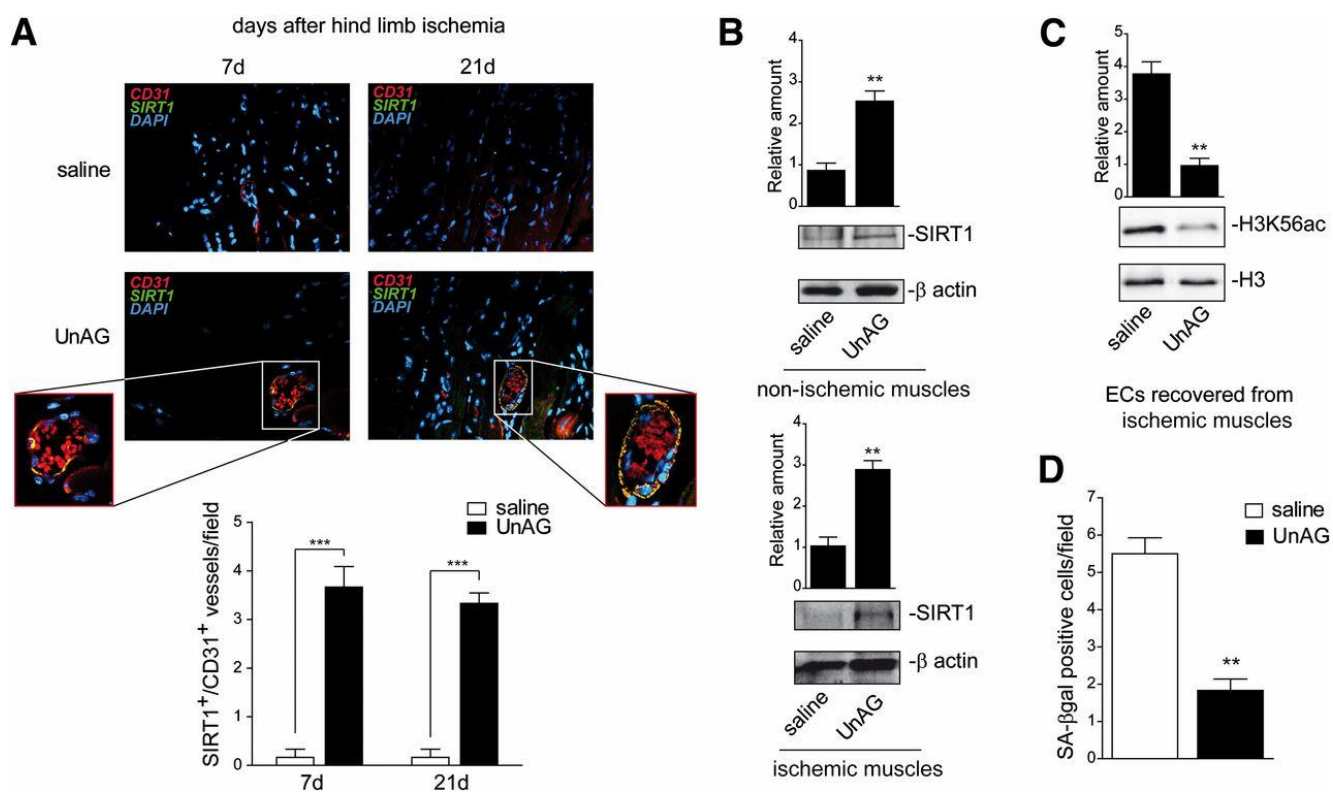 A
days after hind limb ischemia
7d
21d
saline
CD31
SIRT1
DAPI
CD31
SIRT1
DAPI
UnAG
CD31
SIRT1
DAPI
CD31
SIRT1
DAPI
saline
UnAG
SIRT1+/CD31+ vessels/field
5
4
3
2
1
0
***
***
7d
21d
B
Relative amount
4
3
2
1
0
**
-SIRT1
-β actin
saline
UnAG
non-ischemic muscles
Relative amount
4
3
2
1
0
**
-SIRT1
-β actin
saline
UnAG
ischemic muscles
C
Relative amount
5
4
3
2
1
0
**
-H3K56ac
-H3
saline
UnAG
ECs recovered from
ischemic muscles
D
SA-βgal positive cells/field
6
5
4
3
2
1
0
saline
UnAG
**